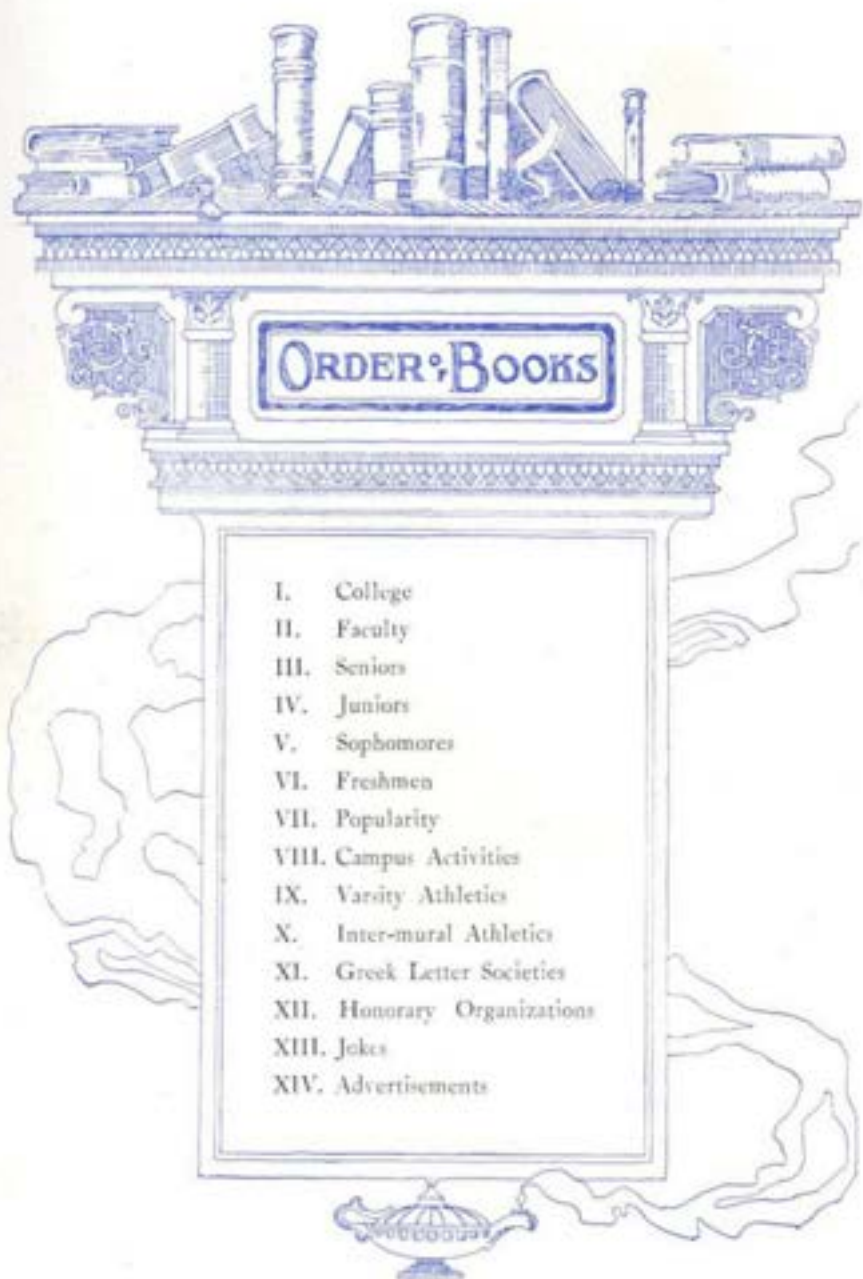 ORDER OF BOOKS
I. College
II. Faculty
III. Seniors
IV. Juniors
V. Sophomores
VI. Freshmen
VII. Popularity
VIII. Campus Activities
IX. Varsity Athletics
X. Inter-mural Athletics
XI. Greek Letter Societies
XII. Honorary Organizations
XIII. Jokes
XIV. Advertisements